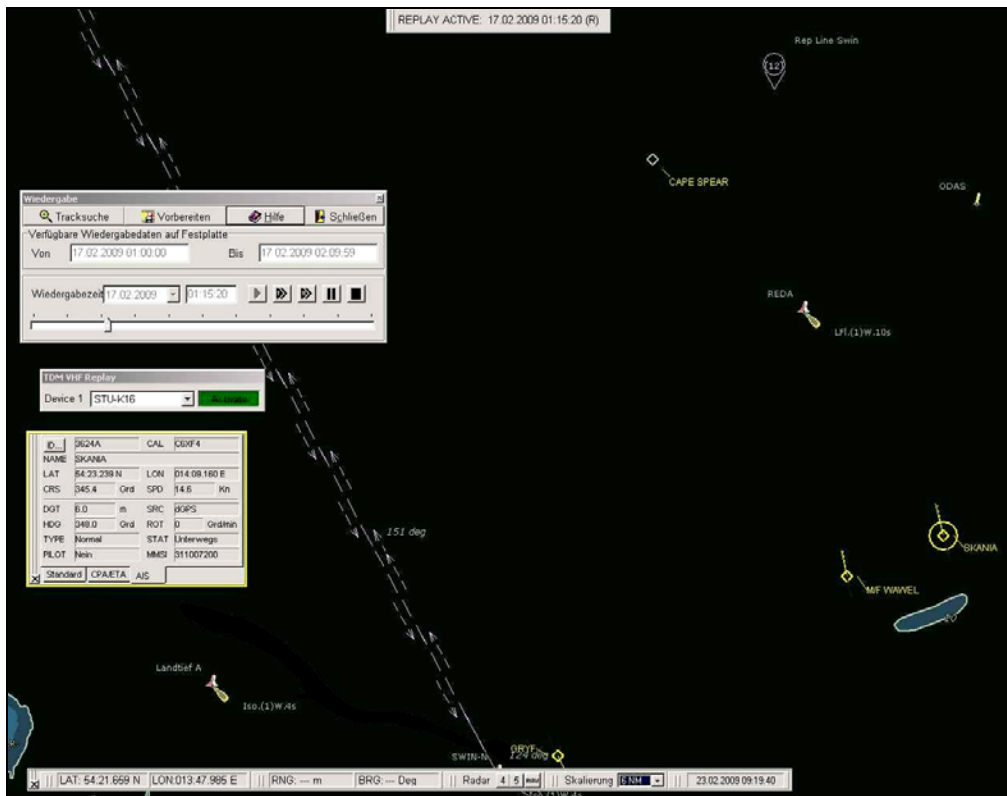 REPLAY ACTIVE: 17.02.2009 01:15:20 (R)
Rep Line Swin
(12)
CAPE SPEAR
ODAS
Wiedergabe
Tracksuche Vorbereiten Hilfe Schließen
Verfügbare Wiedergabedaten auf Festplatte
Von 17.02.2009 01:00:00 Bis 17.02.2009 02:09:59
Wiedergabezeit 17.02.2009 01:15:20
REDA
LFl.(1)W.10s
TDM VHF Replay
Device 1 STU-K16
ID... 3624A CAL C6XF4
NAME SKANIA
LAT 54:23.239 N LON 014:09.160 E
CRS 345.4 Grd SPD 14.6 Kn
DGT 6.0 m SRC dGPS
HDG 348.0 Grd ROT 0 Grd/min
TYPE Normal STAT Unterwegs
PILOT Nein MMSI 311007200
Standard CPA/ETA AIS
151 deg
SKANIA
M/F WAWEL
20
Landtief A
Iso.(1)W.4s
GRYF
SWIN-N 124 deg
LAT: 54:21.659 N LON:013:47.985 E RNG: --- m BRG: --- Deg Radar 4 5 Skalierung 6 NM 23.02.2009 09:19:40